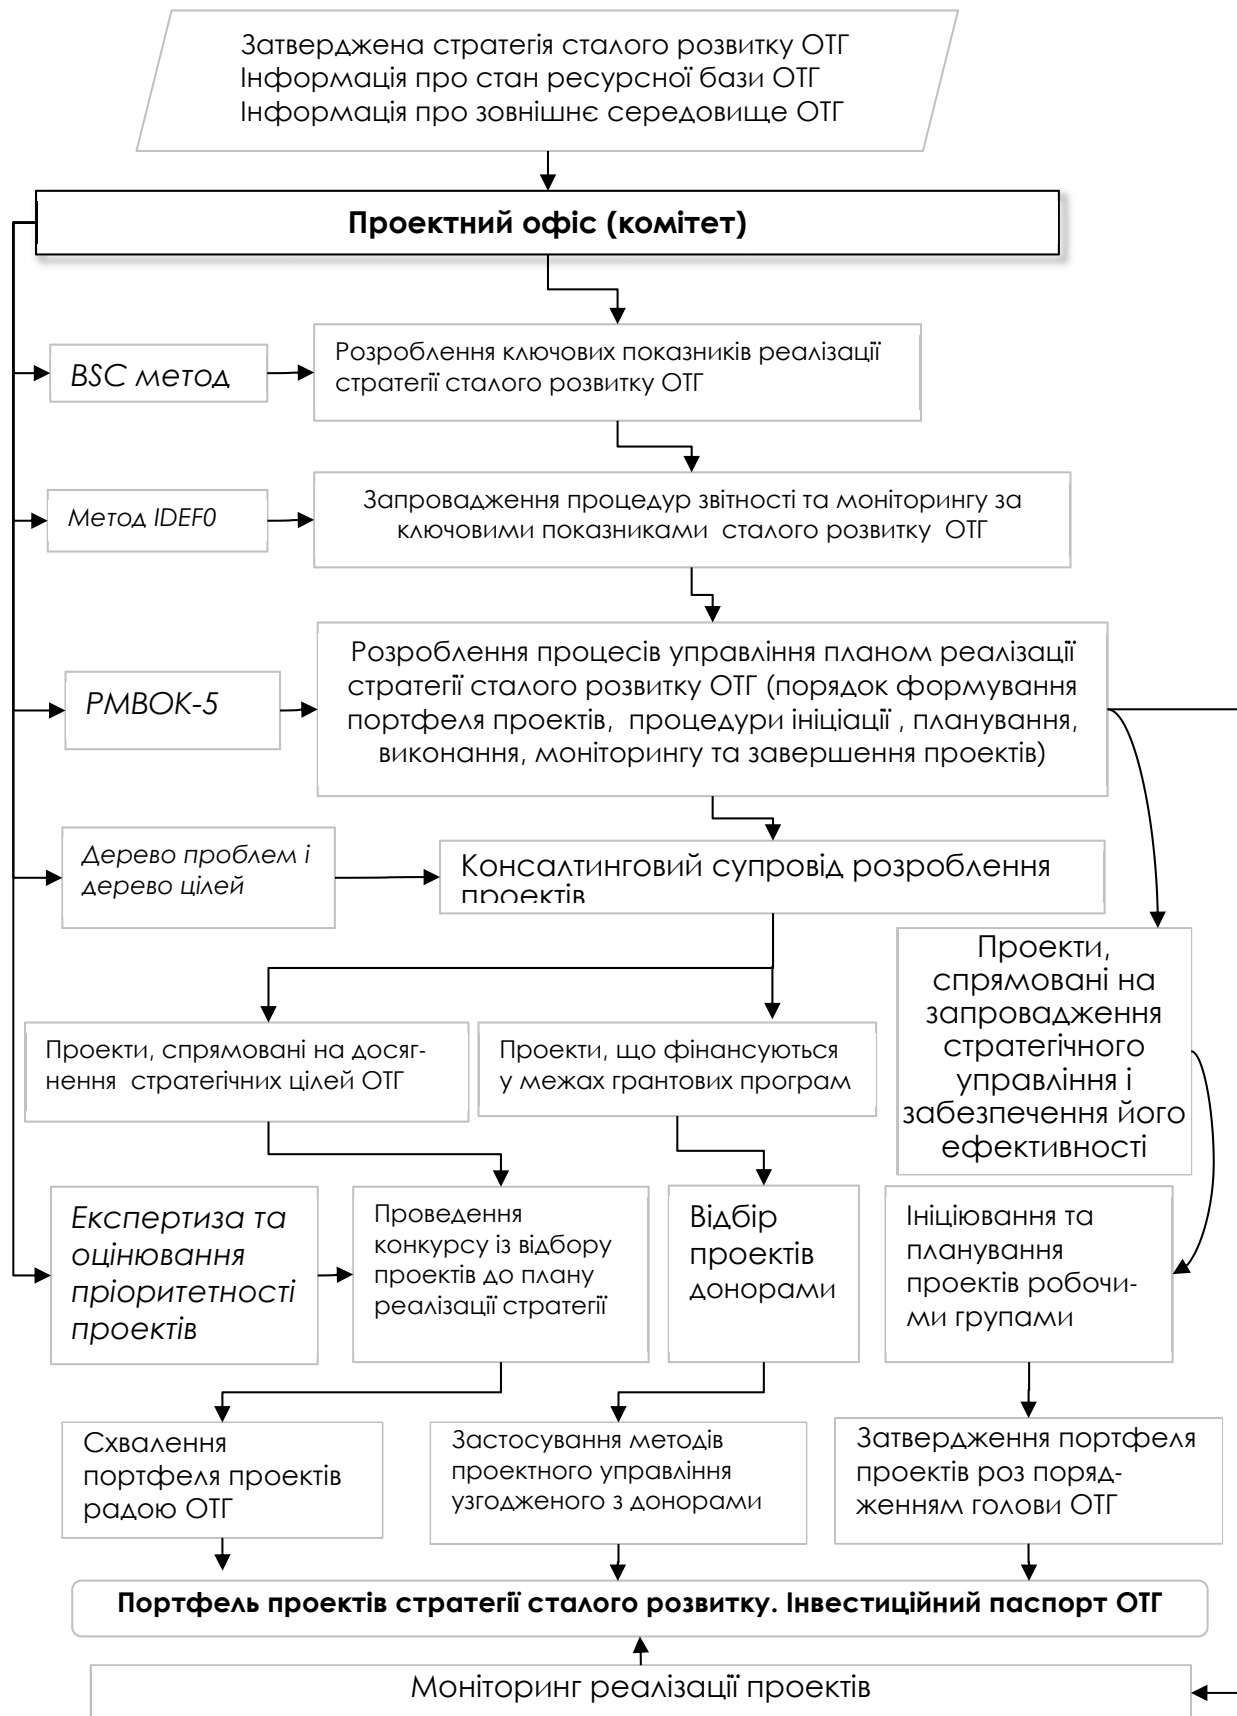 Затверджена стратегія сталого розвитку ОТГ
Інформація про стан ресурсної бази ОТГ
Інформація про зовнішнє середовище ОТГ
Проектний офіс (комітет)
BSC метод
Розроблення ключових показників реалізації
стратегії сталого розвитку ОТГ
Метод IDEF0
Запровадження процедур звітності та моніторингу за
ключовими показниками сталого розвитку ОТГ
PMBOK-5
Розроблення процесів управління планом реалізації
стратегії сталого розвитку ОТГ (порядок формування
портфеля проектів, процедури ініціації , планування,
виконання, моніторингу та завершення проектів)
Дерево проблем і
дерево цілей
Консалтинговий супровід розроблення
проектів
Проекти,
спрямовані на
запровадження
стратегічного
управління і
забезпечення його
ефективності
Проекти, спрямовані на досяг-
нення стратегічних цілей ОТГ
Проекти, що фінансуються
у межах грантових програм
Експертиза та
оцінювання
пріоритетності
проектів
Проведення
конкурсу із відбору
проектів до плану
реалізації стратегії
Відбір
проектів
донорами
Ініціювання та
планування
проектів робочи-
ми групами
Схвалення
портфеля проектів
радою ОТГ
Застосування методів
проектного управління
узгодженого з донорами
Затвердження портфеля
проектів роз поряд-
женням голови ОТГ
Портфель проектів стратегії сталого розвитку. Інвестиційний паспорт ОТГ
Моніторинг реалізації проектів